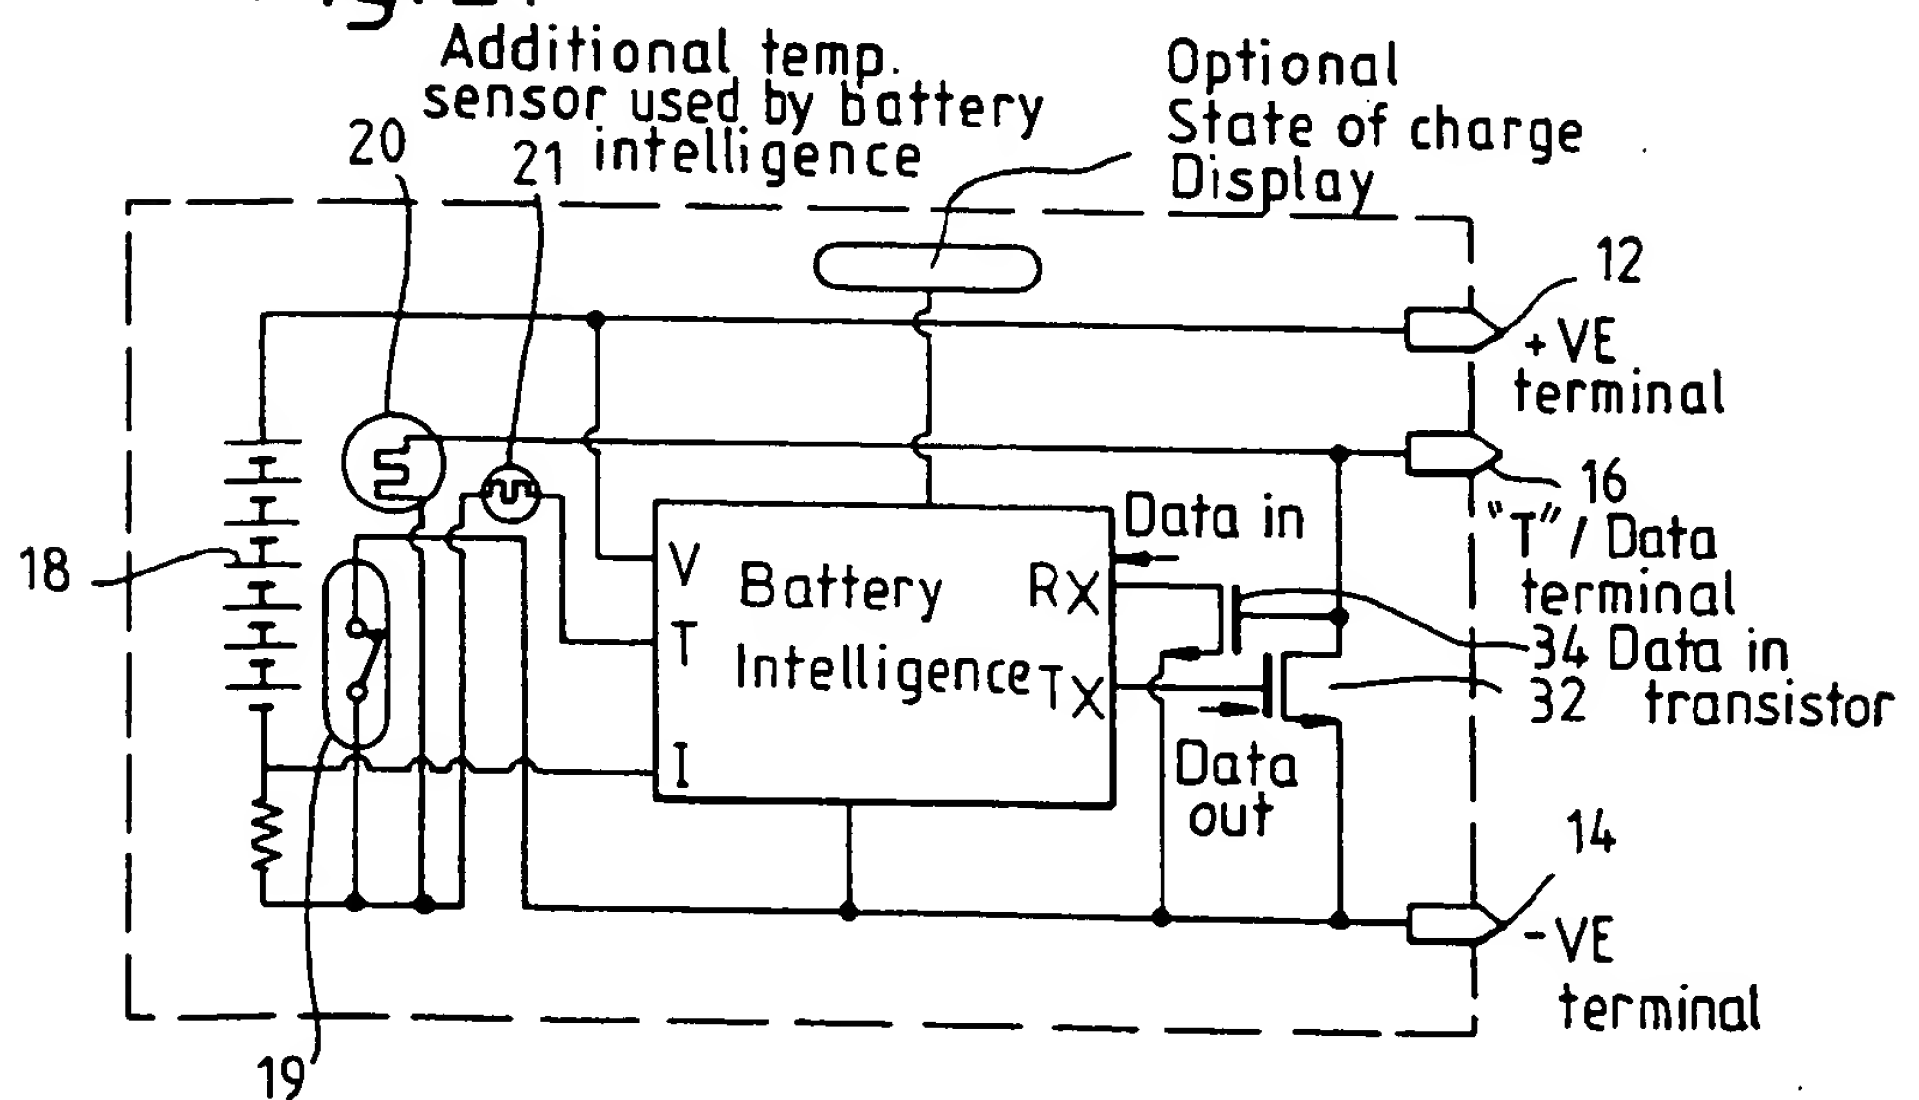 Additional temp.
sensor used by battery
intelligence
20
21
Optional
State of charge
Display
12
+VE
terminal
16
"T"/Data
terminal
34 Data in
32 transistor
18
V
T
I
Battery
Intelligence
RX
TX
Data in
Data
out
14
-VE
terminal
19